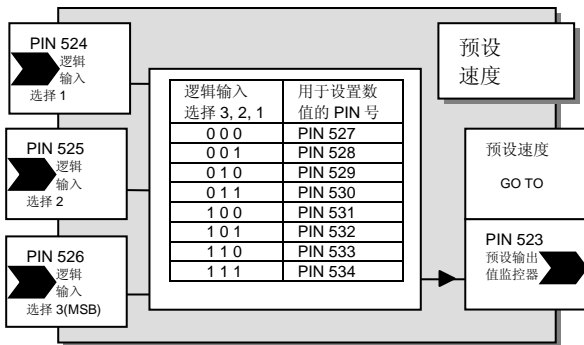 PIN 524
逻辑
输入
选择 1
PIN 525
逻辑
输入
选择 2
PIN 526
逻辑
输入
选择 3(MSB)
逻辑输入 用于设置数
选择 3, 2, 1 值的 PIN 号
0 0 0 PIN 527
0 0 1 PIN 528
0 1 0 PIN 529
0 1 1 PIN 530
1 0 0 PIN 531
1 0 1 PIN 532
1 1 0 PIN 533
1 1 1 PIN 534
预设
速度
预设速度
GO TO
PIN 523
预设输出
值监控器